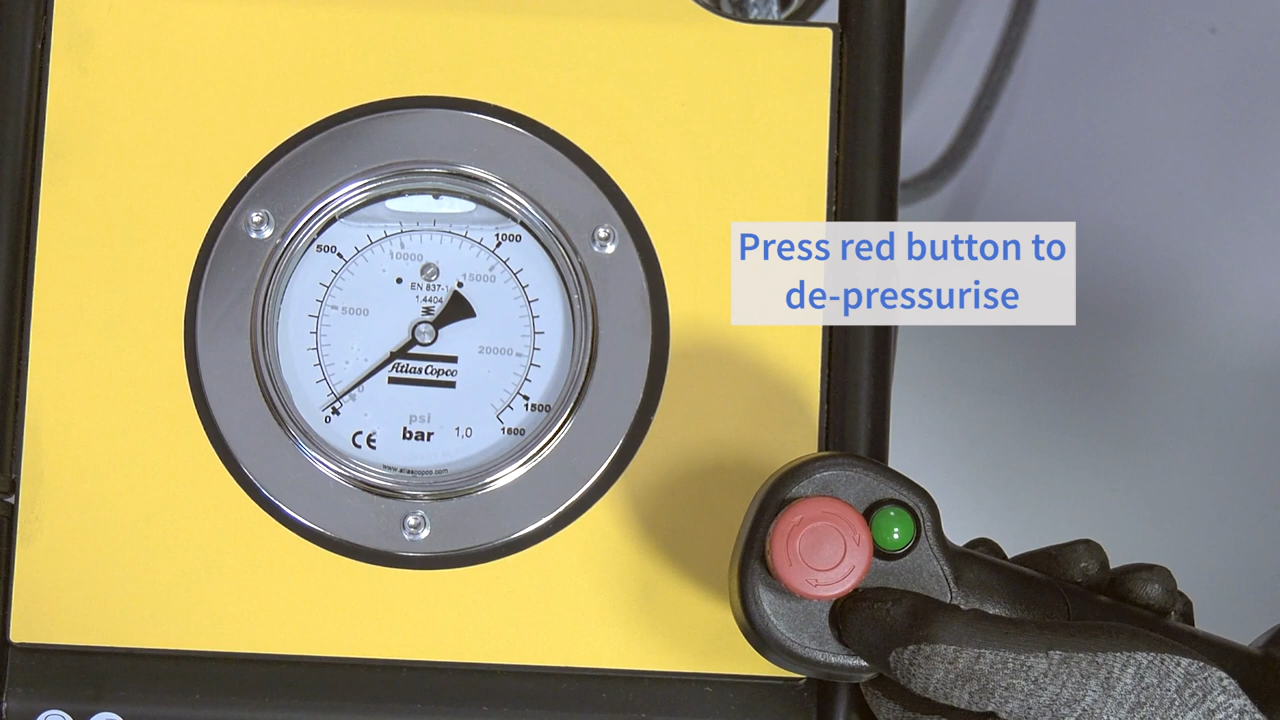 Press red button to
de-pressurise
500
1000
10000
15000
EN 837-1
1.4404
5000
20000
Atlas Copco
0
1500
1600
psi
bar
1,0
CE
www.atlascopco.com